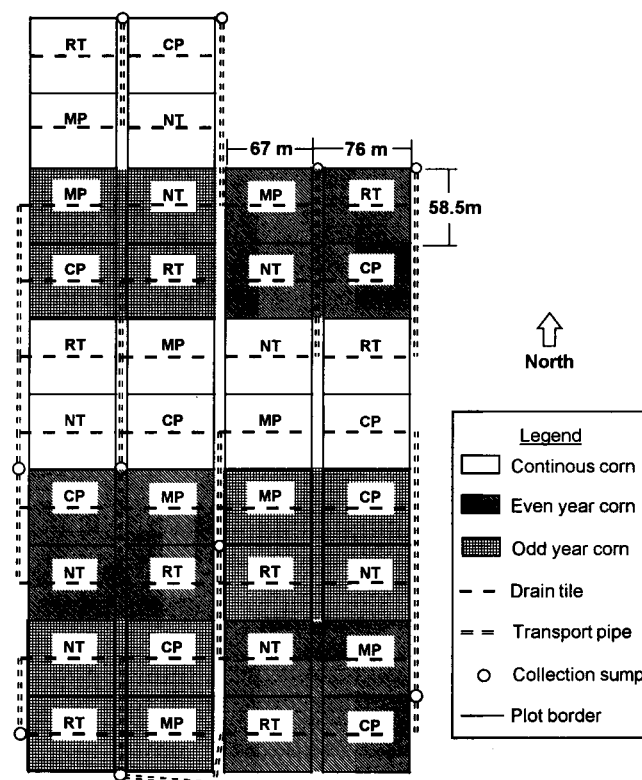 RT CP
MP NT
67 m 76 m
MP NT MP RT
58.5m
CP RT NT CP
RT MP NT RT
North
NT CP MP CP
Legend
Continous corn
CP MP MP CP
Even year corn
Odd year corn
NT RT RT NT
Drain tile
Transport pipe
NT CP NT MP
Collection sump
Plot border
RT MP RT CP